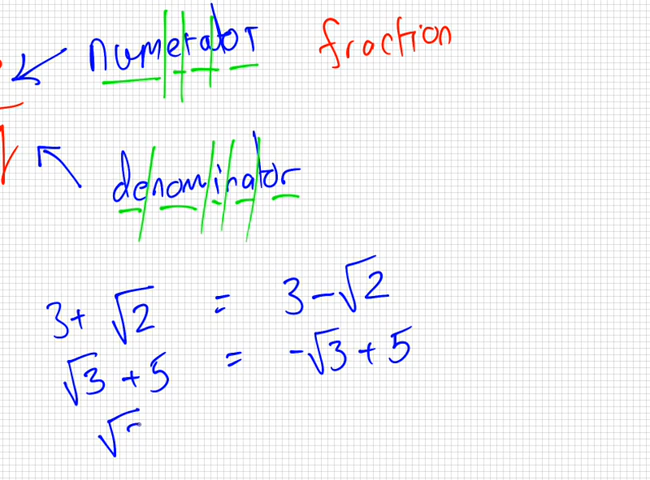 numerator fraction
denominator
3+ √2 = 3-√2
√3 + 5 = -√3 + 5
√